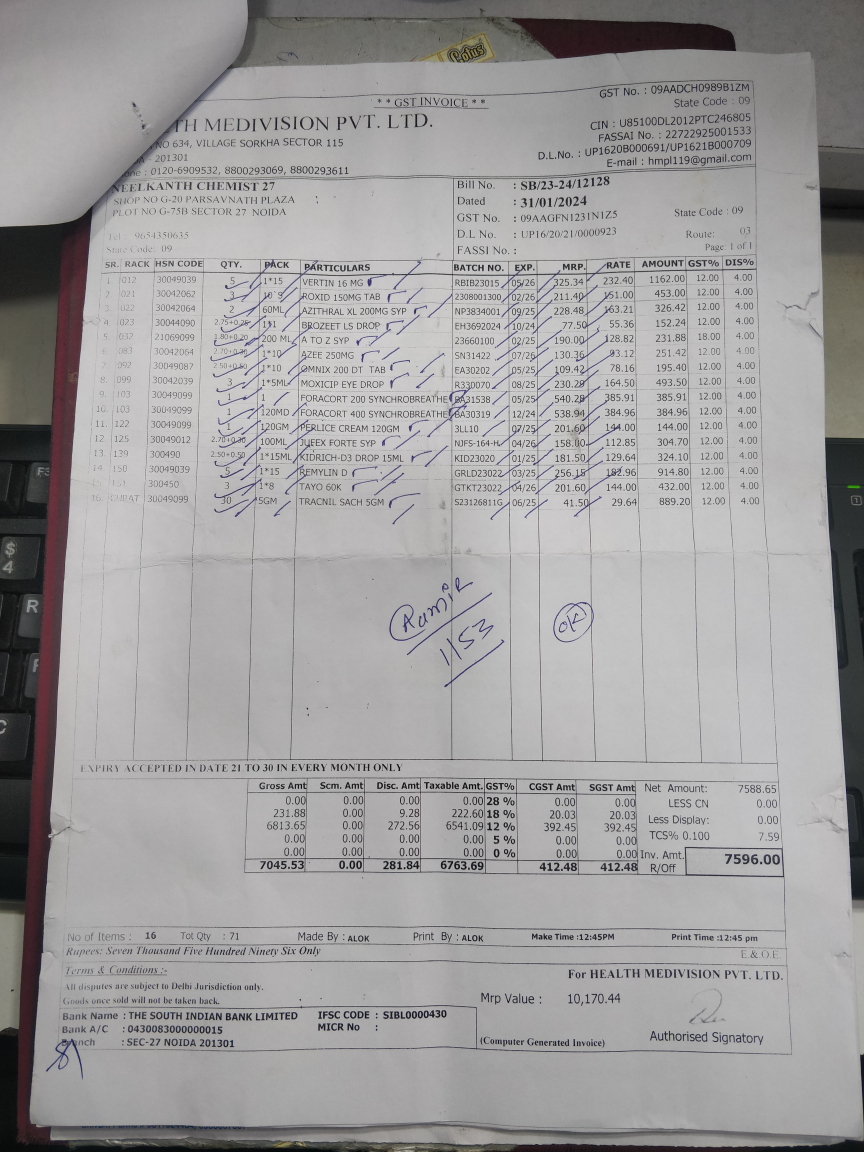 Lotus
* * GST INVOICE * *
GST No. : 09AADCH0989B1ZM
State Code : 09
TH MEDIVISION PVT. LTD.
CIN : U85100DL2012PTC246805
NO 634, VILLAGE SORKHA SECTOR 115
FASSAI No. : 22722925001533
- 201301
D.L.No. : UP1620B000691/UP1621B000709
: 0120-6909532, 8800293069, 8800293611
E-mail : hmpl119@gmail.com
NEELKANTH CHEMIST 27
SHOP NO G-20 PARSAVNATH PLAZA
PLOT NO G-75B SECTOR 27 NOIDA
Tel : 9654350635
State Code: 09
Bill No. : SB/23-24/12128
Dated : 31/01/2024
GST No. : 09AAGFN1231N1Z5 State Code : 09
D.L No. : UP16/20/21/0000923 Route: 03
FASSI No. : Page: 1 of 1
SR. RACK HSN CODE QTY. PACK PARTICULARS BATCH NO. EXP. MRP. RATE AMOUNT GST% DIS%
1. 012 30049039 5 1*15 VERTIN 16 MG RBIB23015 05/26 325.34 232.40 1162.00 12.00 4.00
2. 021 30042062 3 10`S ROXID 150MG TAB 2308001300 02/26 211.40 151.00 453.00 12.00 4.00
3. 022 30042064 2 60ML AZITHRAL XL 200MG SYP NP3834001 09/25 228.48 163.21 326.42 12.00 4.00
4. 023 30044090 2.75+0.25 1*1 BROZEET LS DROP EH3692024 10/24 77.50 55.36 152.24 12.00 4.00
5. 032 21069099 1.80+0.20 200 ML A TO Z SYP 23660100 02/25 190.00 128.82 231.88 18.00 4.00
6. 083 30042064 2.70+0.30 1*10 AZEE 250MG SN31422 07/26 130.36 93.12 251.42 12.00 4.00
7. 092 30049087 2.50+0.50 1*10 OMNIX 200 DT TAB EA30202 05/25 109.42 78.16 195.40 12.00 4.00
8. 099 30042039 3 1*5ML MOXICIP EYE DROP R330070 08/25 230.29 164.50 493.50 12.00 4.00
9. 103 30049099 1 1 FORACORT 200 SYNCHROBREATHE BA31538 05/25 540.28 385.91 385.91 12.00 4.00
10. 103 30049099 1 120MD FORACORT 400 SYNCHROBREATHE BA30319 12/24 538.94 384.96 384.96 12.00 4.00
11. 122 30049099 1 120GM PERLICE CREAM 120GM 3LL10 07/25 201.60 144.00 144.00 12.00 4.00
12. 125 30049012 2.70+0.30 100ML JUFEX FORTE SYP NJFS-164-H 04/26 158.00 112.85 304.70 12.00 4.00
13. 139 300490 2.50+0.50 1*15ML KIDRICH-D3 DROP 15ML KID23020 01/25 181.50 129.64 324.10 12.00 4.00
14. 150 30049039 5 1*15 REMYLIN D GRLD23022 03/25 256.15 182.96 914.80 12.00 4.00
15. 151 300450 3 1*8 TAYO 60K GTKT23022 04/26 201.60 144.00 432.00 12.00 4.00
16. 30049099 30 5GM TRACNIL SACH 5GM S23126811G 06/25 41.50 29.64 889.20 12.00 4.00
Aamir
1153
OK
EXPIRY ACCEPTED IN DATE 21 TO 30 IN EVERY MONTH ONLY
Gross Amt Scm. Amt Disc. Amt Taxable Amt. GST% CGST Amt SGST Amt Net Amount: 7588.65
0.00 0.00 0.00 0.00 28 % 0.00 0.00 LESS CN 0.00
231.88 0.00 9.28 222.60 18 % 20.03 20.03 Less Display: 0.00
6813.65 0.00 272.56 6541.09 12 % 392.45 392.45 TCS% 0.100 7.59
0.00 0.00 0.00 0.00 5 % 0.00 0.00
0.00 0.00 0.00 0.00 0 % 0.00 0.00 Inv. Amt. 7596.00
7045.53 0.00 281.84 6763.69 412.48 412.48 R/Off
No of Items : 16 Tot Qty : 71 Made By : ALOK Print By : ALOK Make Time :12:45PM Print Time :12:45 pm
Rupees: Seven Thousand Five Hundred Ninety Six Only E & O.E.
Terms & Conditions :-
All disputes are subject to Delhi Jurisdiction only.
Goods once sold will not be taken back.
For HEALTH MEDIVISION PVT. LTD.
Mrp Value : 10,170.44
Bank Name : THE SOUTH INDIAN BANK LIMITED IFSC CODE : SIBL0000430
Bank A/C : 0430083000000015 MICR No :
Branch : SEC-27 NOIDA 201301
(Computer Generated Invoice)
Authorised Signatory